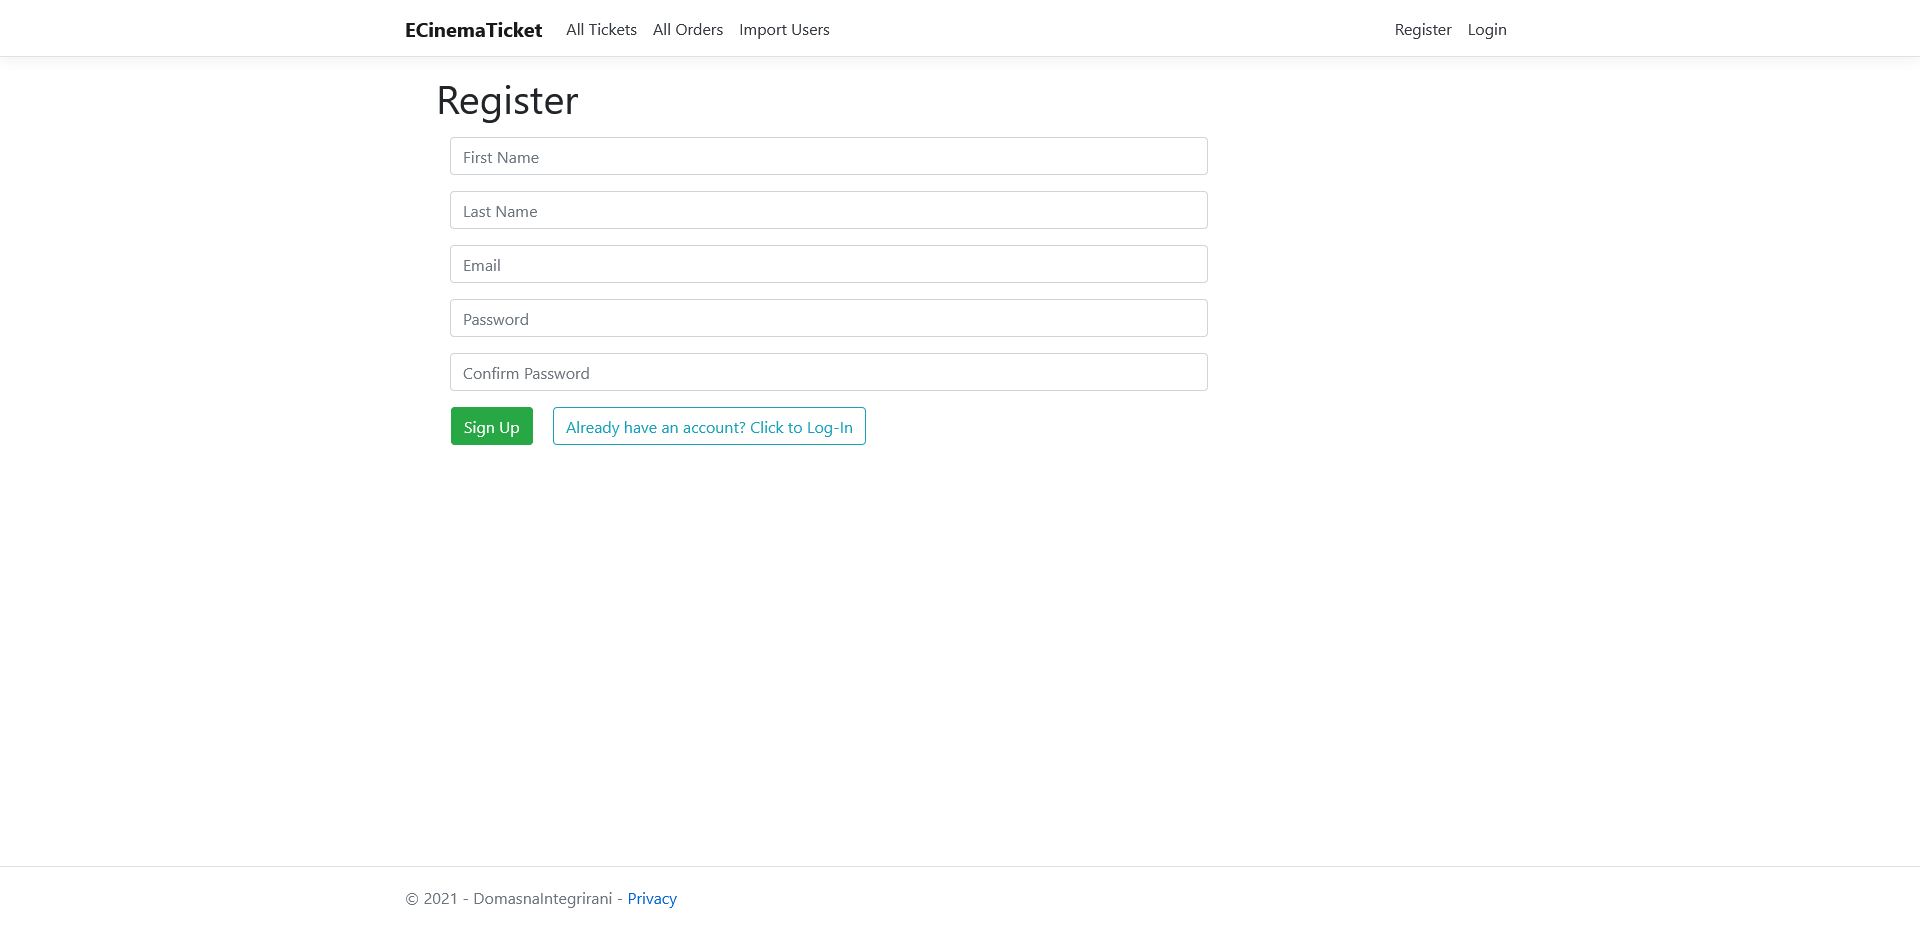 ECinemaTicket All Tickets All Orders Import Users Register Login
Register
First Name
Last Name
Email
Password
Confirm Password
Sign Up Already have an account? Click to Log-In
© 2021 - DomasnaIntegrirani - Privacy